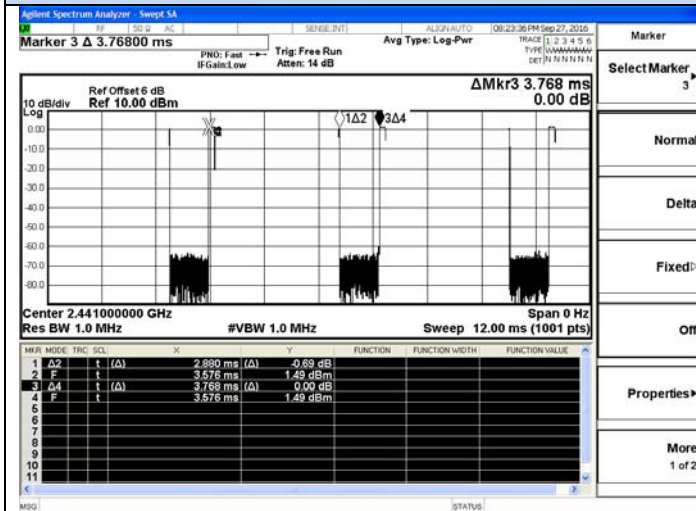 Agilent Spectrum Analyzer - Swept SA
RF 50 Ω AC SENSE:INT ALIGN AUTO 08:23:36 PM Sep 27, 2016
Marker 3 Δ 3.76800 ms
PNO: Fast
IFGain:Low
Trig: Free Run
Atten: 14 dB
Avg Type: Log-Pwr
TRACE 1 2 3 4 5 6
TYPE
DET N N N N N N
Ref Offset 6 dB
10 dB/div Ref 10.00 dBm
Log
ΔMkr3 3.768 ms
0.00 dB
1Δ2 3Δ4
0.00
-10.0
-20.0
-30.0
-40.0
-50.0
-60.0
-70.0
-80.0
Center 2.441000000 GHz Span 0 Hz
Res BW 1.0 MHz #VBW 1.0 MHz Sweep 12.00 ms (1001 pts)
MKR MODE TRC SCL X Y FUNCTION FUNCTION WIDTH FUNCTION VALUE
1 Δ2 t (Δ) 2.880 ms (Δ) -0.69 dB
2 F t 3.576 ms 1.49 dBm
3 Δ4 t (Δ) 3.768 ms (Δ) 0.00 dB
4 F t 3.576 ms 1.49 dBm
5
6
7
8
9
10
11
MSG STATUS
Marker
Select Marker
3
Normal
Delta
Fixed
Off
Properties
More
1 of 2